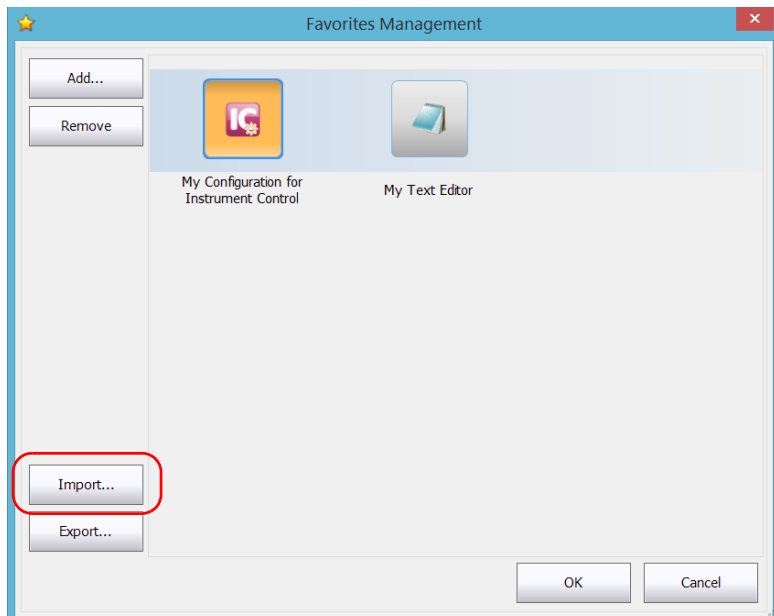 Favorites Management
Add...
Remove
IC
My Configuration for
Instrument Control
My Text Editor
Import...
Export...
OK
Cancel